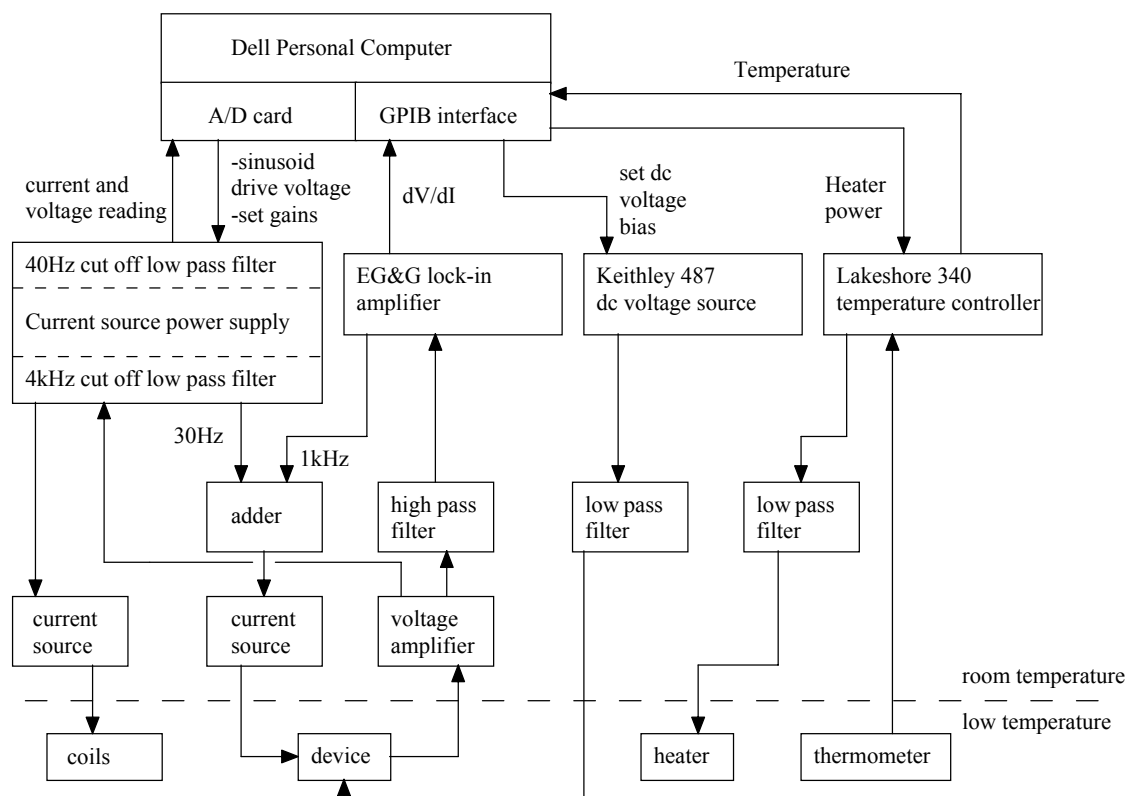 Dell Personal Computer
Temperature
A/D card
GPIB interface
current and
voltage reading
-sinusoid
drive voltage
-set gains
dV/dI
set dc
voltage
bias
Heater
power
40Hz cut off low pass filter
Current source power supply
4kHz cut off low pass filter
EG&G lock-in
amplifier
Keithley 487
dc voltage source
Lakeshore 340
temperature controller
30Hz
1kHz
adder
high pass
filter
low pass
filter
low pass
filter
current
source
current
source
voltage
amplifier
room temperature
low temperature
coils
device
heater
thermometer